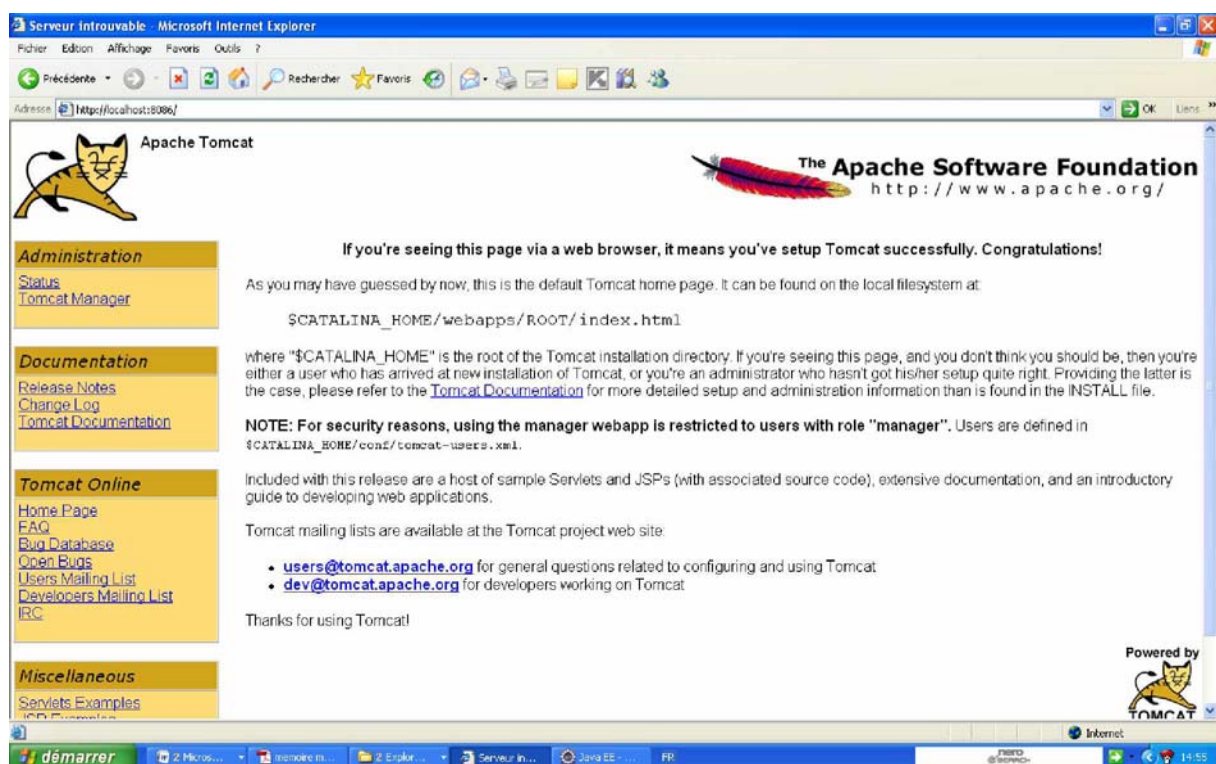 Serveur introuvable - Microsoft Internet Explorer
Fichier Edition Affichage Favoris Outils ?
Précédente Rechercher Favoris
Adresse http://localhost:8086/ OK Liens »
Apache Tomcat
The Apache Software Foundation
http://www.apache.org/
Administration
Status
Tomcat Manager
Documentation
Release Notes
Change Log
Tomcat Documentation
Tomcat Online
Home Page
FAQ
Bug Database
Open Bugs
Users Mailing List
Developers Mailing List
IRC
Miscellaneous
Servlets Examples
JSP Examples
If you're seeing this page via a web browser, it means you've setup Tomcat successfully. Congratulations!
As you may have guessed by now, this is the default Tomcat home page. It can be found on the local filesystem at:
$CATALINA_HOME/webapps/ROOT/index.html
where "$CATALINA_HOME" is the root of the Tomcat installation directory. If you're seeing this page, and you don't think you should be, then you're
either a user who has arrived at new installation of Tomcat, or you're an administrator who hasn't got his/her setup quite right. Providing the latter is
the case, please refer to the Tomcat Documentation for more detailed setup and administration information than is found in the INSTALL file.
NOTE: For security reasons, using the manager webapp is restricted to users with role "manager". Users are defined in
$CATALINA_HOME/conf/tomcat-users.xml.
Included with this release are a host of sample Servlets and JSPs (with associated source code), extensive documentation, and an introductory
guide to developing web applications.
Tomcat mailing lists are available at the Tomcat project web site:
• users@tomcat.apache.org for general questions related to configuring and using Tomcat
• dev@tomcat.apache.org for developers working on Tomcat
Thanks for using Tomcat!
Powered by
TOMCAT
Internet
démarrer 2 Micros... memoire m... 2 Explor... Serveur in... Java EE - ... FR nero 14:55